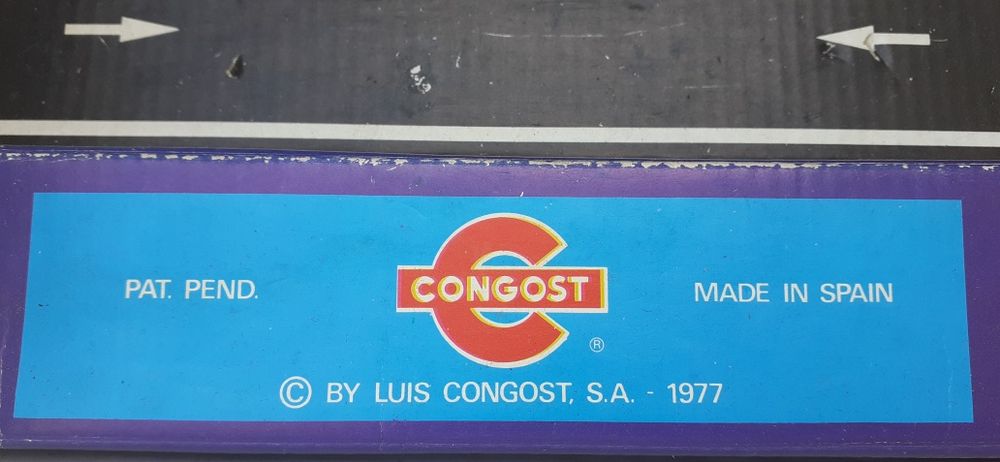 PAT. PEND.
CONGOST
®
MADE IN SPAIN
© BY LUIS CONGOST, S.A. - 1977